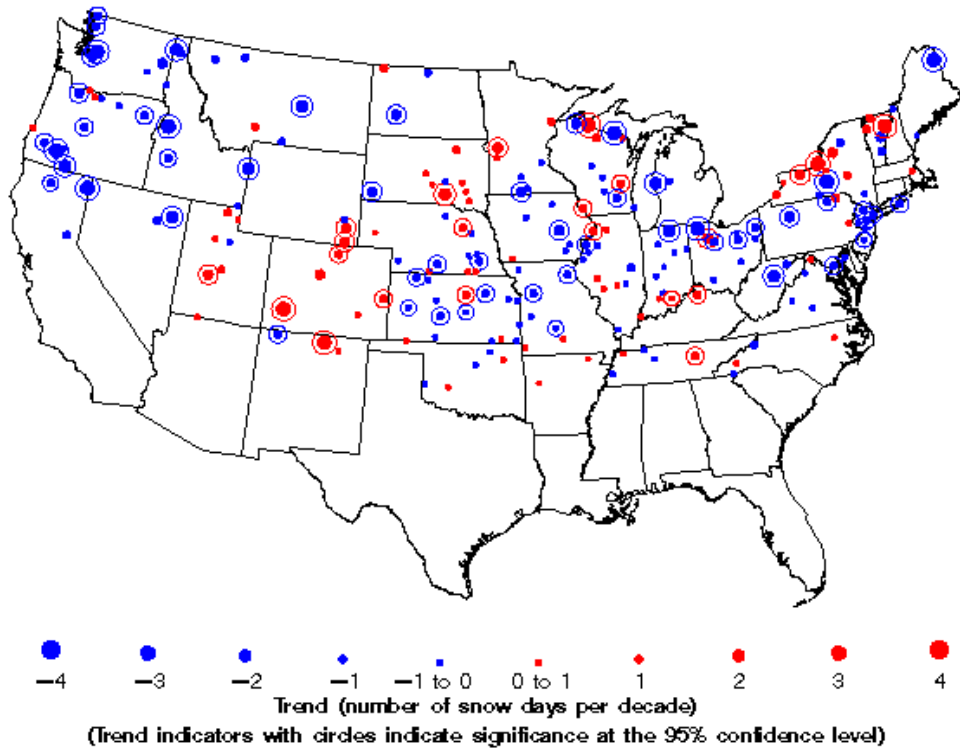 −4 −3 −2 −1 −1 to 0 0 to 1 1 2 3 4
Trend (number of snow days per decade)
(Trend indicators with circles indicate significance at the 95% confidence level)